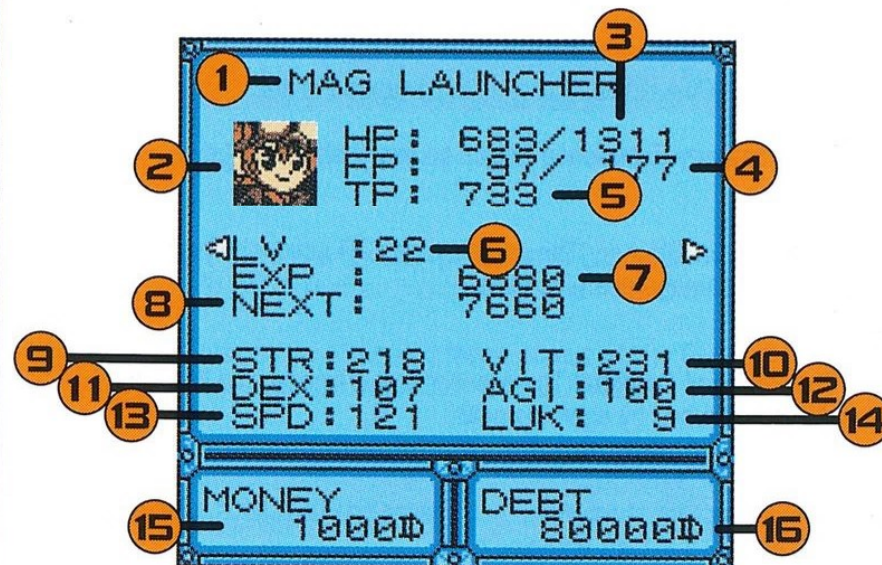 3
1 MAG LAUNCHER
2 HP: 683/1311
FP: 97/ 177 4
TP: 733 5
LV :22 6
EXP : 6880 7
8 NEXT: 7660
9 STR:218 VIT:231 10
11 DEX:107 AGI:100 12
13 SPD:121 LUK: 9 14
MONEY DEBT
15 1000 80000 16